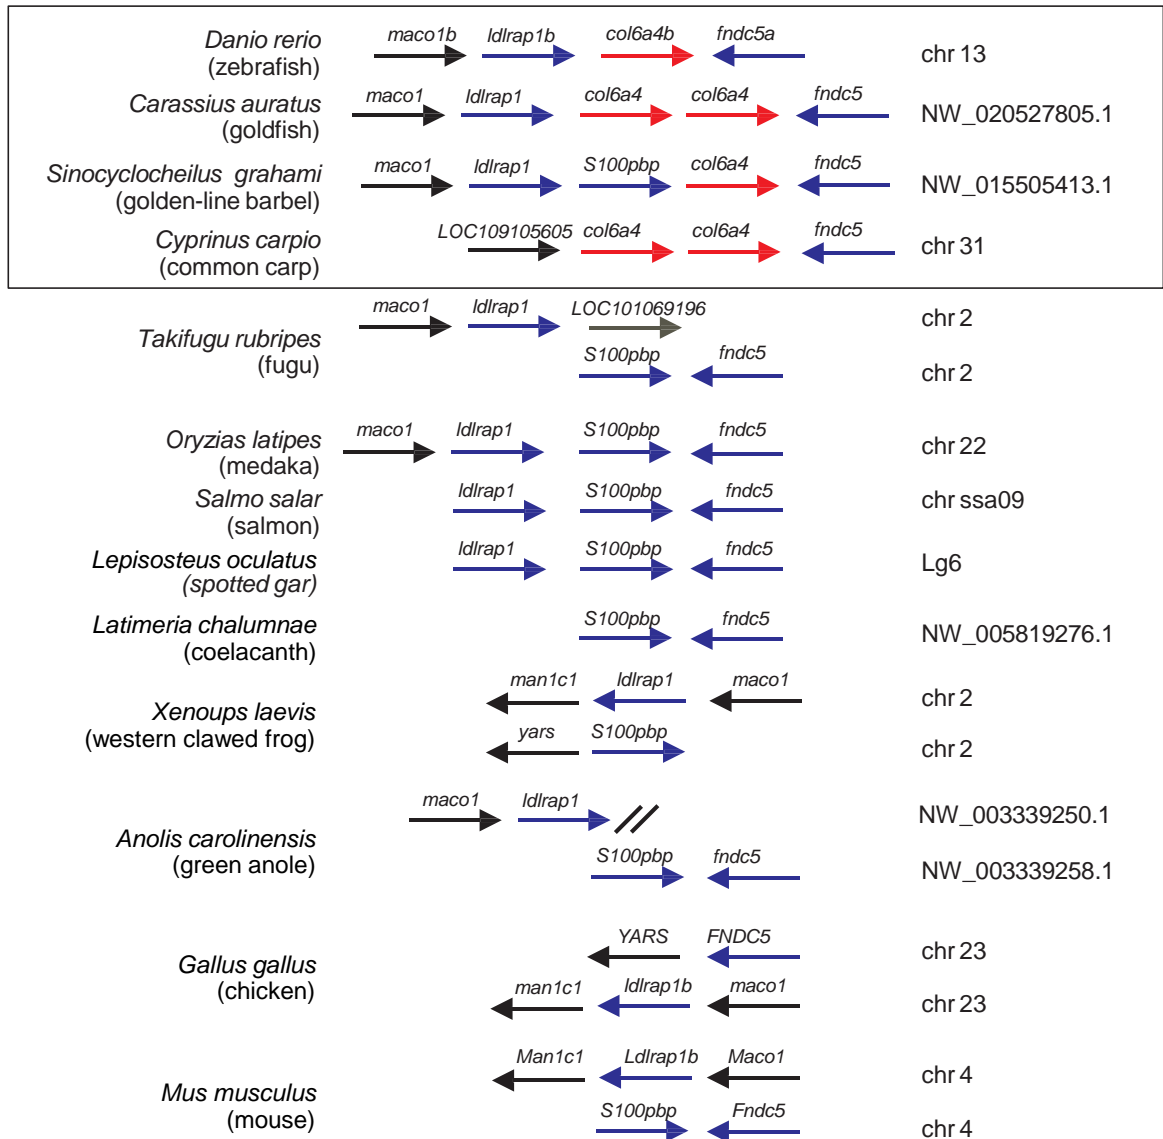 maco1b ldlrap1b col6a4b fndc5a
Danio rerio
(zebrafish)
chr 13
maco1 ldlrap1 col6a4 col6a4 fndc5
Carassius auratus
(goldfish)
NW_020527805.1
maco1 ldlrap1 S100pbp col6a4 fndc5
Sinocyclocheilus grahami
(golden-line barbel)
NW_015505413.1
LOC109105605 col6a4 col6a4 fndc5
Cyprinus carpio
(common carp)
chr 31
maco1 ldlrap1 LOC101069196
chr 2
Takifugu rubripes
(fugu)
S100pbp fndc5
chr 2
maco1 ldlrap1 S100pbp fndc5
Oryzias latipes
(medaka)
chr 22
ldlrap1 S100pbp fndc5
Salmo salar
(salmon)
chr ssa09
ldlrap1 S100pbp fndc5
Lepisosteus oculatus
(spotted gar)
Lg6
S100pbp fndc5
Latimeria chalumnae
(coelacanth)
NW_005819276.1
man1c1 ldlrap1 maco1
chr 2
Xenoups laevis
(western clawed frog)
yars S100pbp
chr 2
maco1 ldlrap1
NW_003339250.1
Anolis carolinensis
(green anole)
S100pbp fndc5
NW_003339258.1
YARS FNDC5
chr 23
Gallus gallus
(chicken)
man1c1 ldlrap1b maco1
chr 23
Man1c1 Ldlrap1b Maco1
chr 4
Mus musculus
(mouse)
S100pbp Fndc5
chr 4